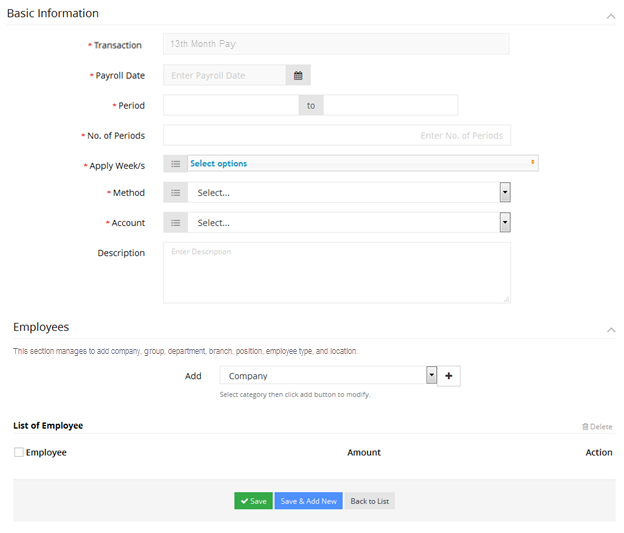 Basic Information
* Transaction 13th Month Pay
* Payroll Date Enter Payroll Date
* Period to
* No. of Periods Enter No. of Periods
* Apply Week/s Select options
* Method Select...
* Account Select...
Description Enter Description
Employees
This section manages to add company, group, department, branch, position, employee type, and location.
Add Company
Select category then click add button to modify.
List of Employee Delete
Employee Amount Action
Save Save & Add New Back to List